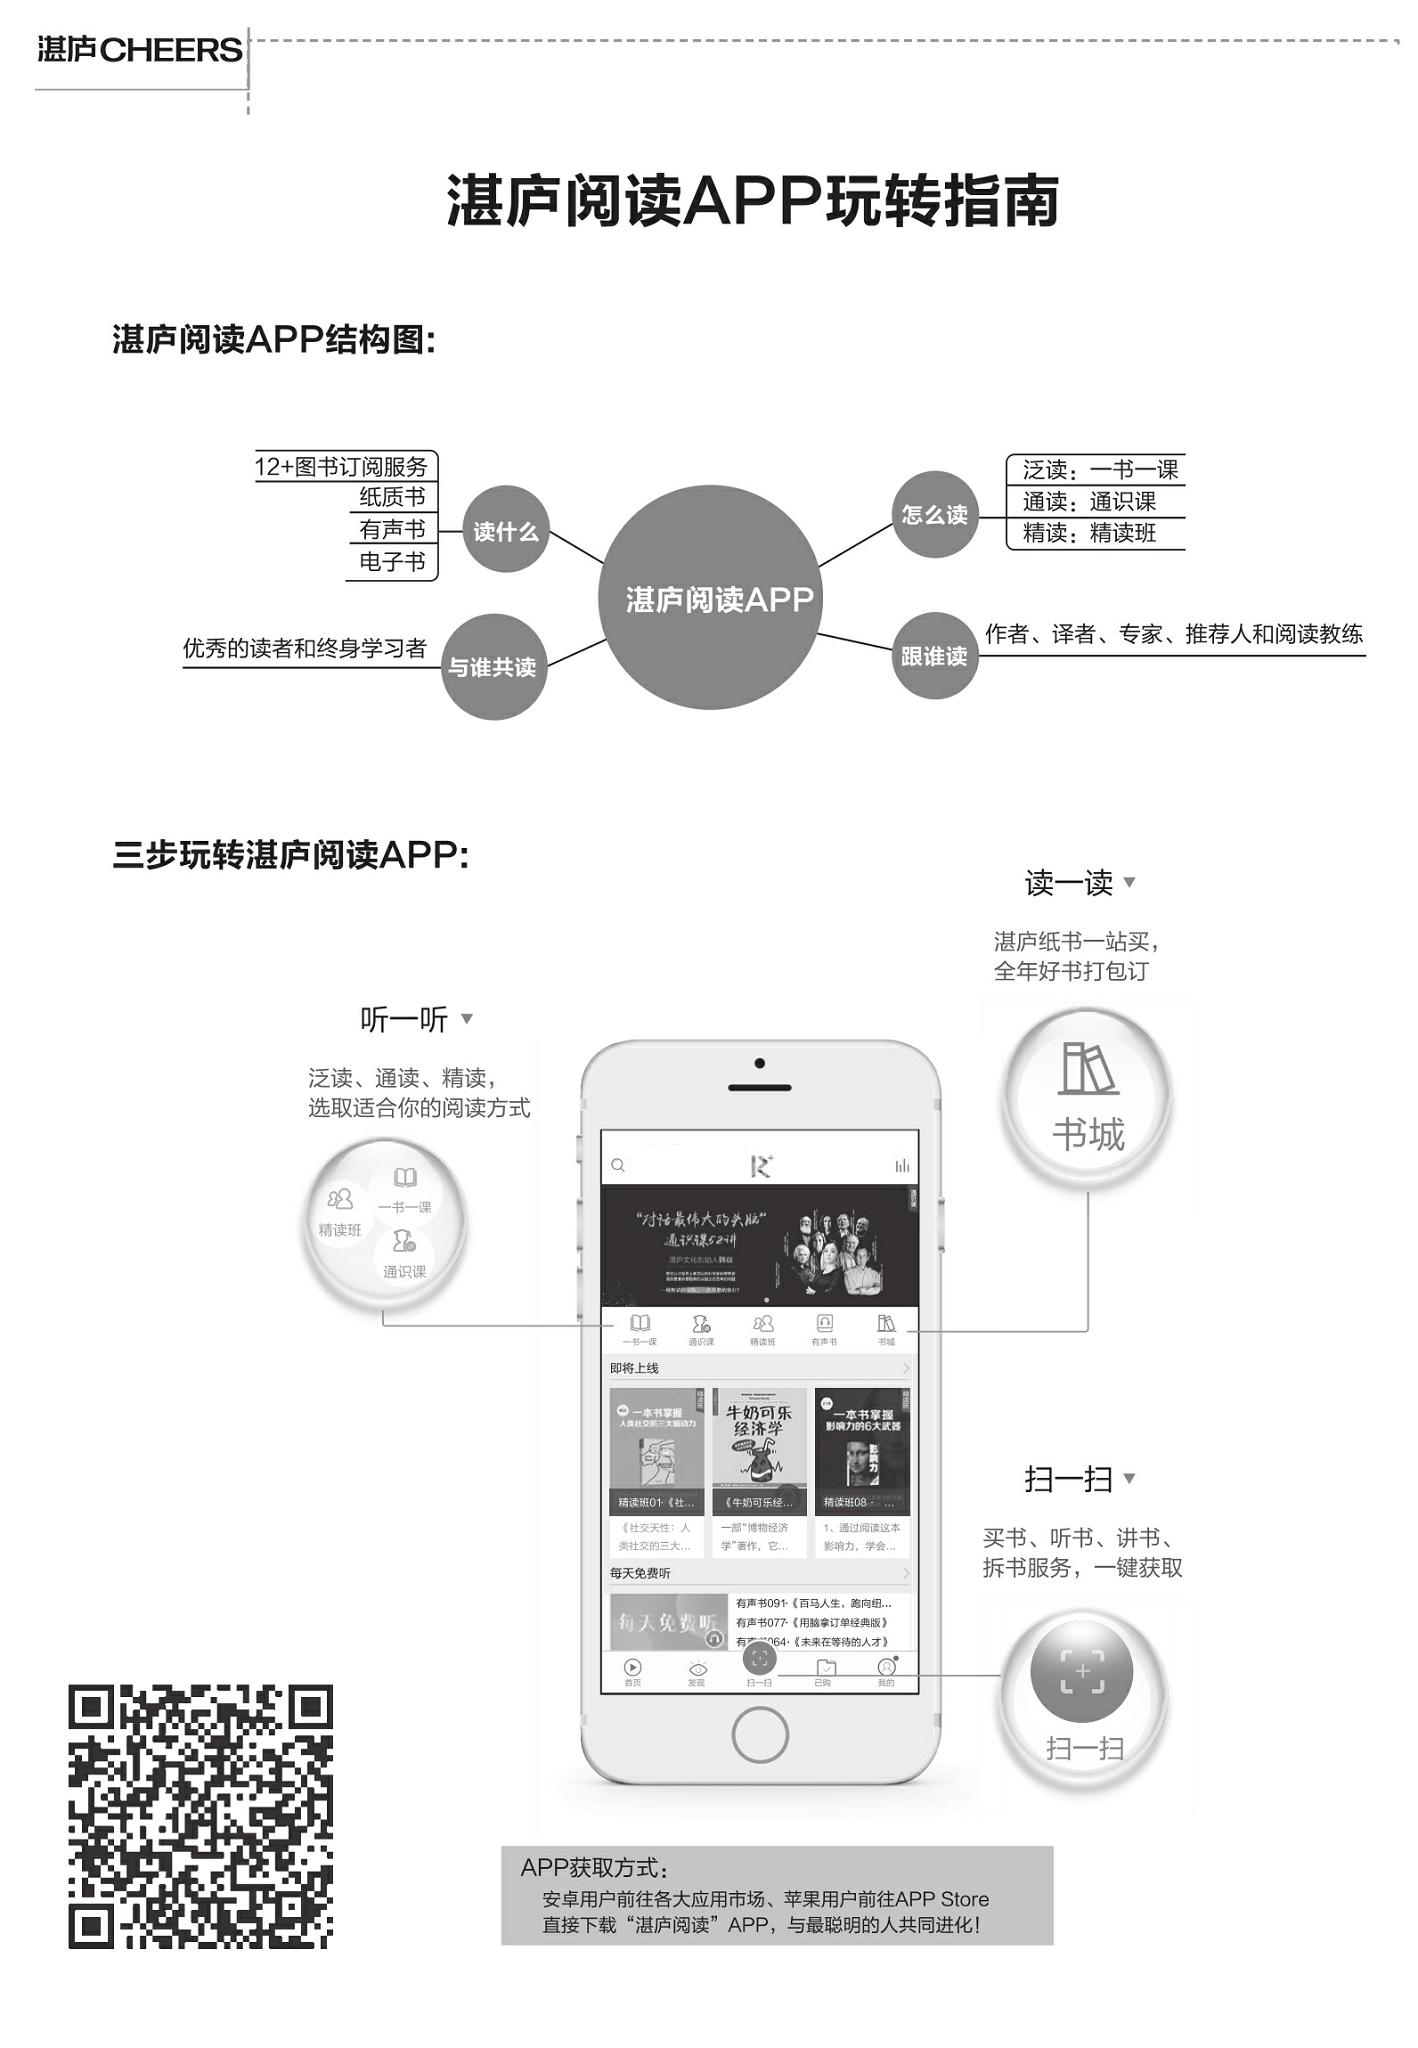 湛庐CHEERS
湛庐阅读APP玩转指南
湛庐阅读APP结构图：
12+图书订阅服务
纸质书
有声书
电子书
读什么
优秀的读者和终身学习者
与谁共读
湛庐阅读APP
怎么读
泛读：一书一课
通读：通识课
精读：精读班
跟谁读
作者、译者、专家、推荐人和阅读教练
三步玩转湛庐阅读APP：
读一读
湛庐纸书一站买，
全年好书打包订
书城
听一听
泛读、通读、精读，
选取适合你的阅读方式
一书一课
精读班
通识课
通识课
“对话最伟大的头脑”
通识课52讲
湛庐文化创始人韩焱
一书一课
通识课
精读班
有声书
书城
即将上线
精读班
一本书掌握
人类社交的三大驱动力
精读班01·《社...
《社交天性：人
类社交的三大...
牛奶可乐
经济学
《牛奶可乐经...
一部“博物经济
学”著作，它...
精读班
一本书掌握
影响力的6大武器
影响力
精读班08 · ...
1、通过阅读这本
影响力，学会...
每天免费听
每天免费听
有声书091·《百马人生，跑向纽...
有声书077·《用脑拿订单经典版》
有声书064·《未来在等待的人才》
首页
发现
扫一扫
已购
我的
扫一扫
买书、听书、讲书、
拆书服务，一键获取
扫一扫
APP获取方式：
安卓用户前往各大应用市场、苹果用户前往APP Store
直接下载“湛庐阅读”APP，与最聪明的人共同进化！